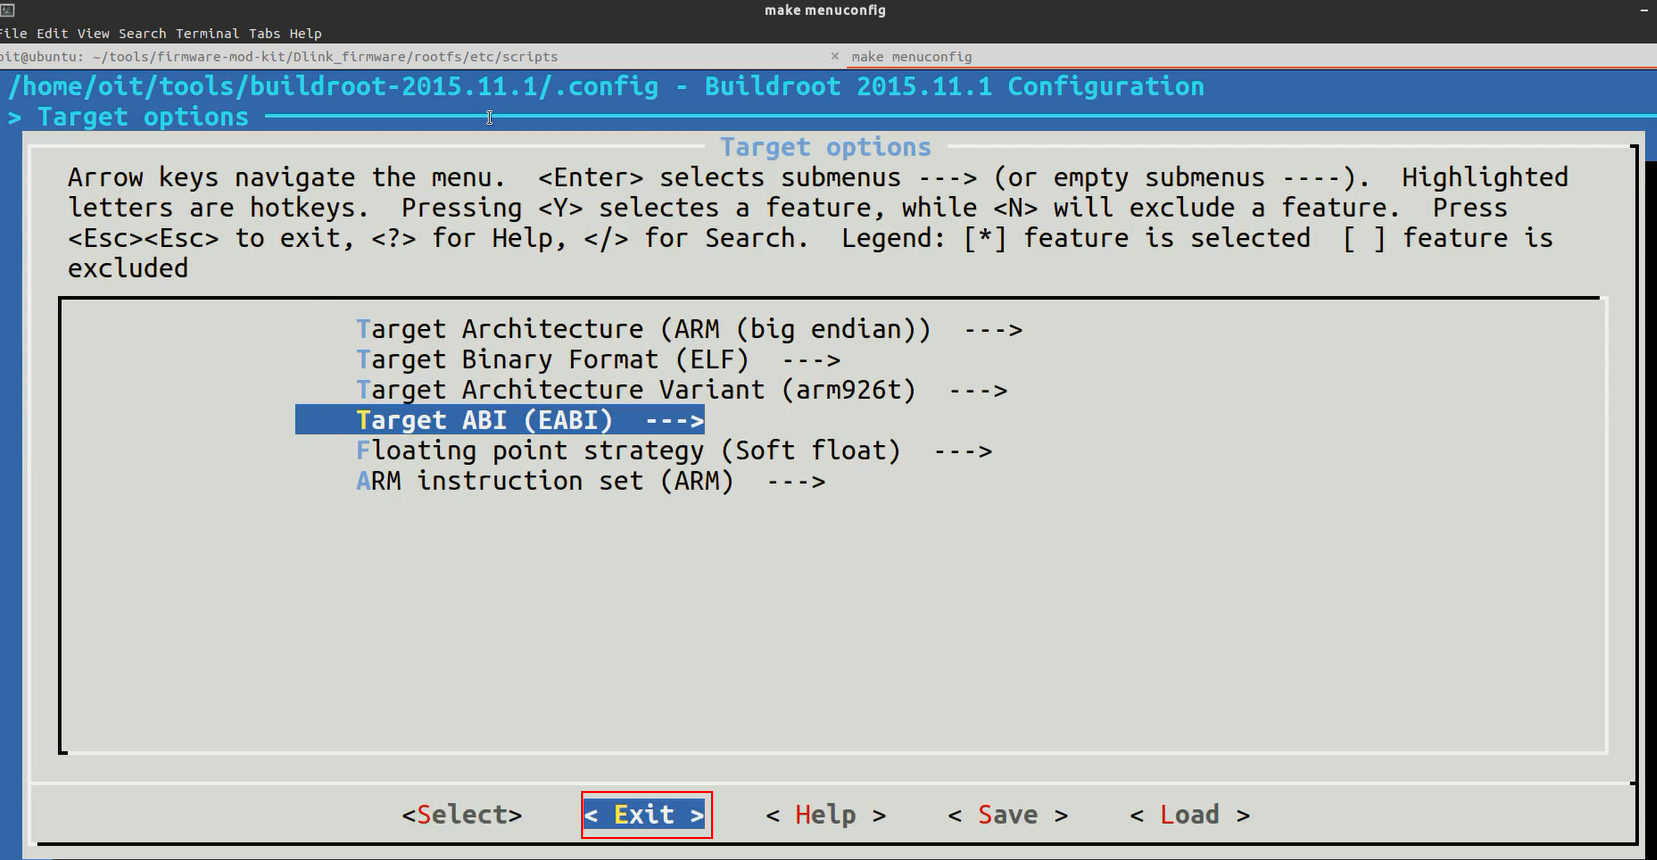 make menuconfig
File Edit View Search Terminal Tabs Help
oit@ubuntu: ~/tools/firmware-mod-kit/Dlink_firmware/rootfs/etc/scripts × make menuconfig
/home/oit/tools/buildroot-2015.11.1/.config - Buildroot 2015.11.1 Configuration
> Target options
Target options
Arrow keys navigate the menu. <Enter> selects submenus ---> (or empty submenus ----). Highlighted
letters are hotkeys. Pressing <Y> selectes a feature, while <N> will exclude a feature. Press
<Esc><Esc> to exit, <?> for Help, </> for Search. Legend: [*] feature is selected [ ] feature is
excluded
Target Architecture (ARM (big endian)) --->
Target Binary Format (ELF) --->
Target Architecture Variant (arm926t) --->
Target ABI (EABI) --->
Floating point strategy (Soft float) --->
ARM instruction set (ARM) --->
<Select> < Exit > < Help > < Save > < Load >